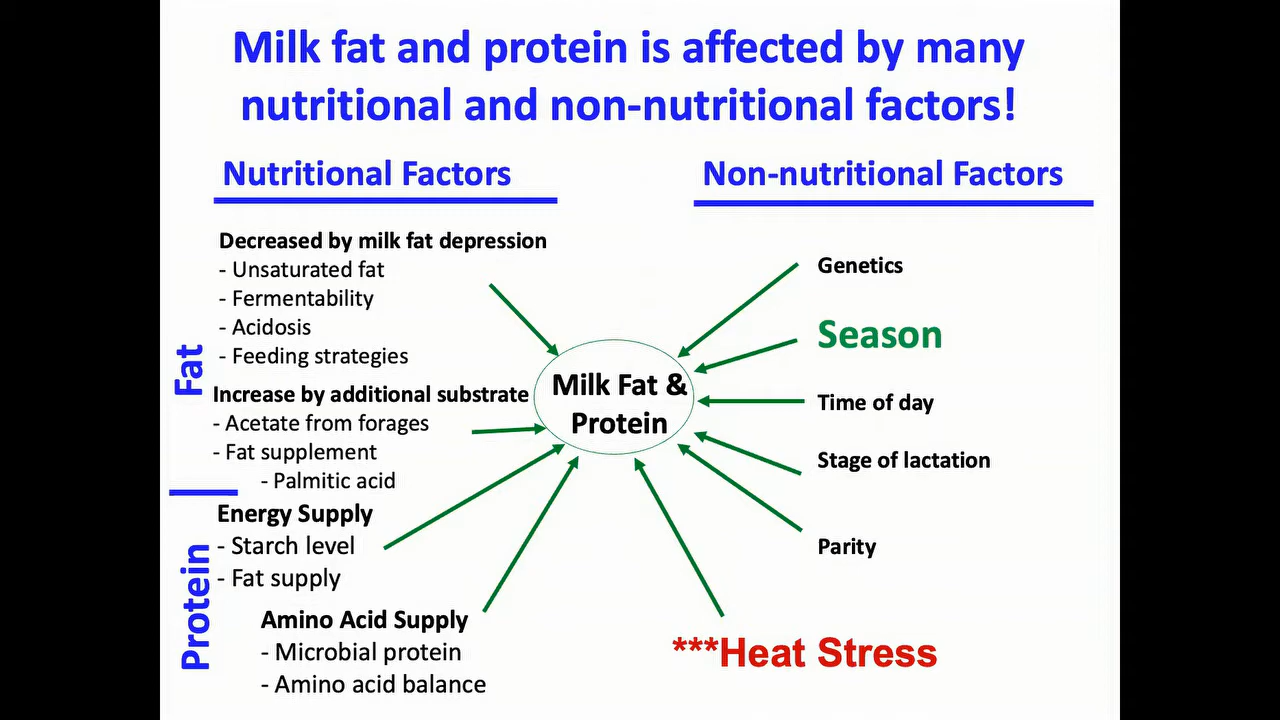 Milk fat and protein is affected by many
nutritional and non-nutritional factors!
Nutritional Factors
Non-nutritional Factors
Fat
Decreased by milk fat depression
- Unsaturated fat
- Fermentability
- Acidosis
- Feeding strategies
Increase by additional substrate
- Acetate from forages
- Fat supplement
- Palmitic acid
Protein
Energy Supply
- Starch level
- Fat supply
Amino Acid Supply
- Microbial protein
- Amino acid balance
Milk Fat &
Protein
Genetics
Season
Time of day
Stage of lactation
Parity
***Heat Stress